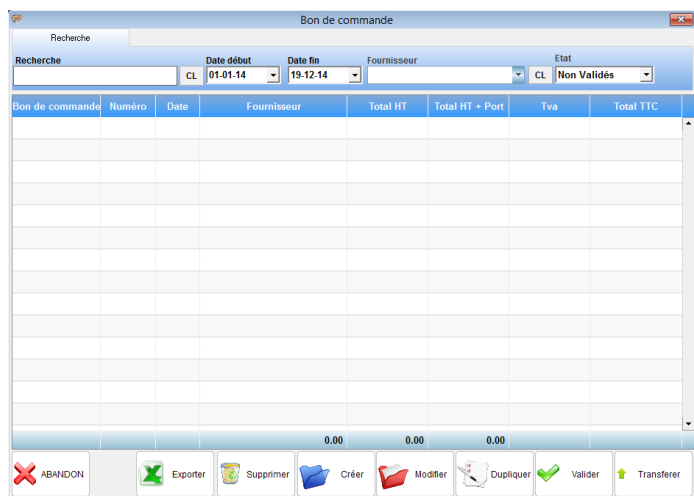 Bon de commande
Recherche
Recherche Date début Date fin Fournisseur Etat
CL 01-01-14 19-12-14 CL Non Validés
Bon de commande Numéro Date Fournisseur Total HT Total HT + Port Tva Total TTC
0.00 0.00 0.00
ABANDON Exporter Supprimer Créer Modifier Dupliquer Valider Transferer